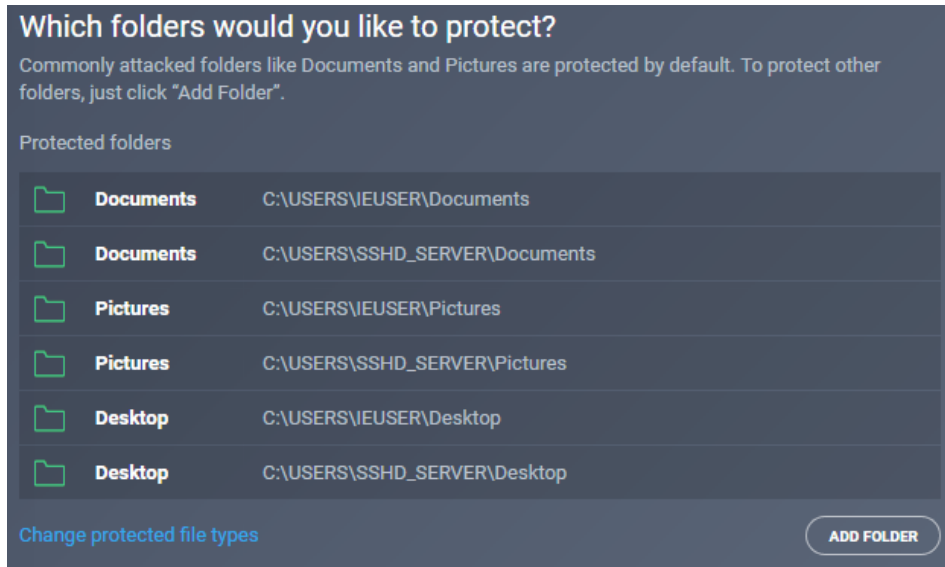 Which folders would you like to protect?
Commonly attacked folders like Documents and Pictures are protected by default. To protect other
folders, just click “Add Folder”.
Protected folders
Documents C:\USERS\IEUSER\Documents
Documents C:\USERS\SSHD_SERVER\Documents
Pictures C:\USERS\IEUSER\Pictures
Pictures C:\USERS\SSHD_SERVER\Pictures
Desktop C:\USERS\IEUSER\Desktop
Desktop C:\USERS\SSHD_SERVER\Desktop
Change protected file types ADD FOLDER